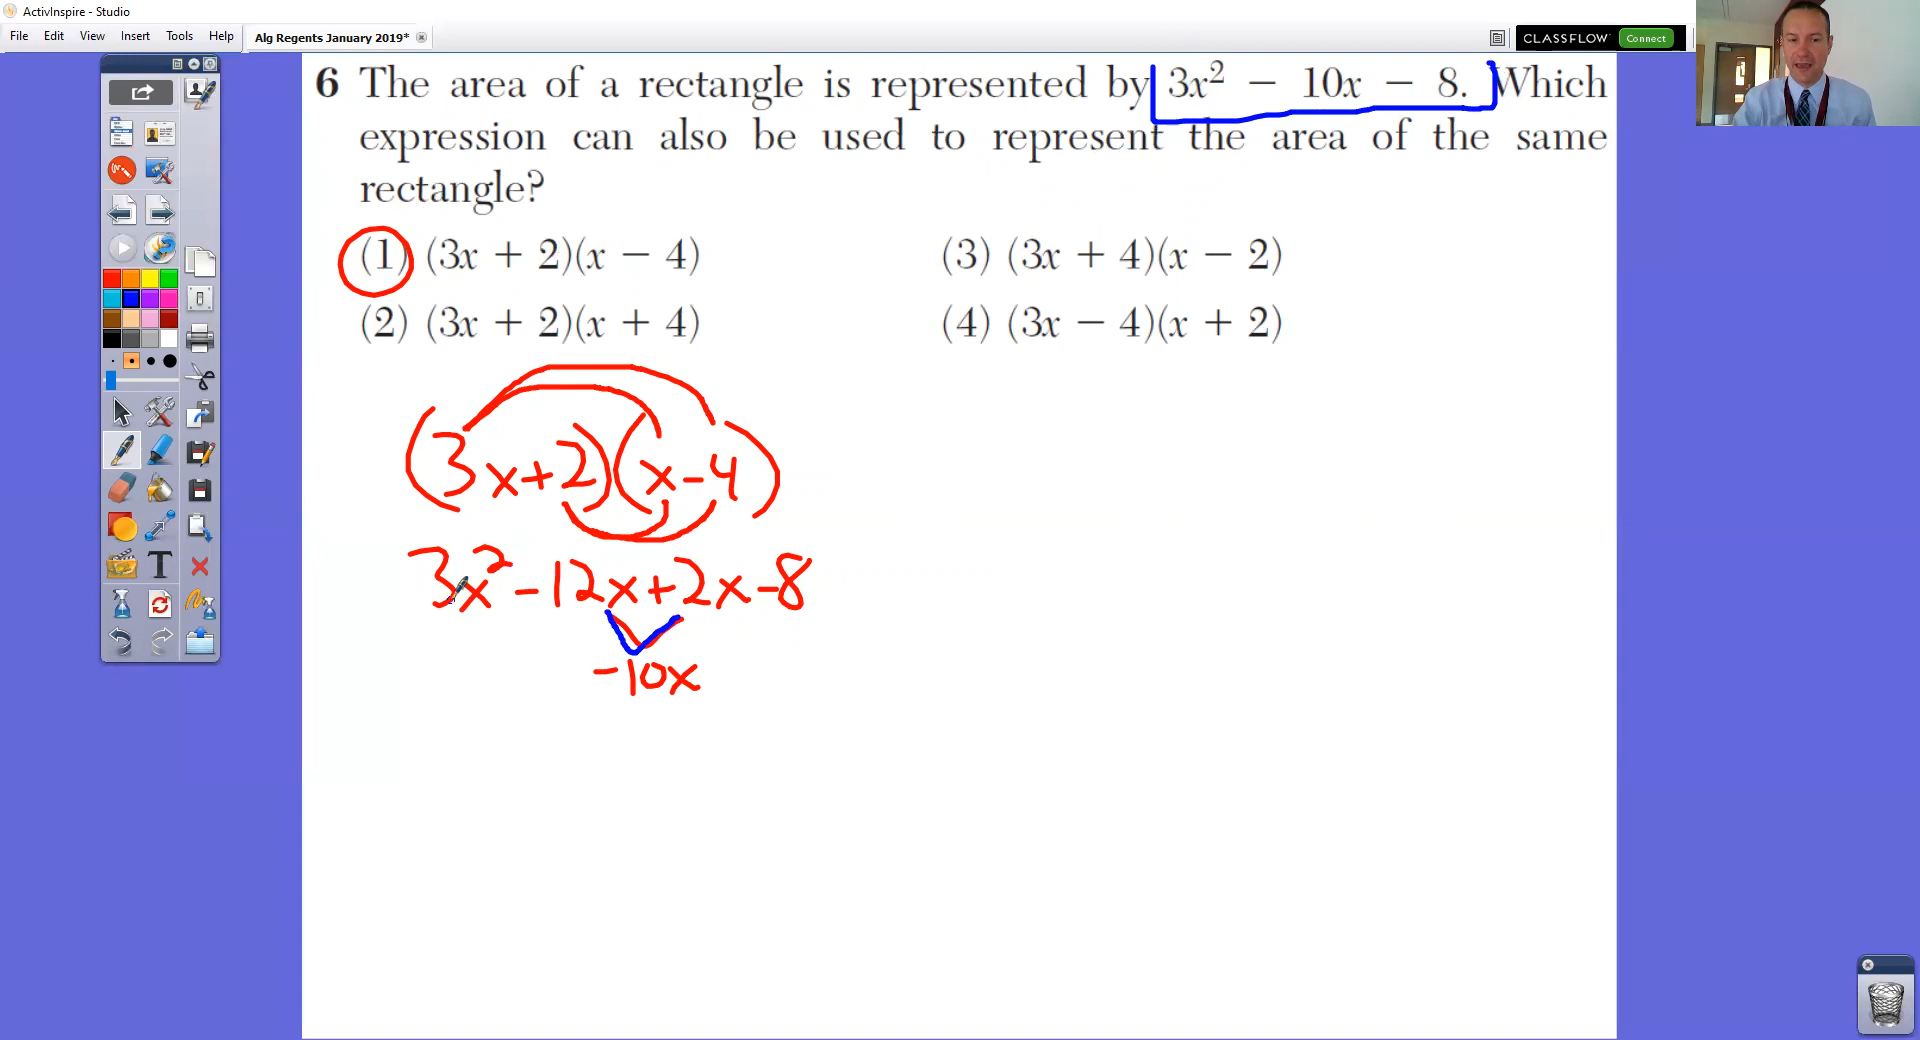 ActivInspire - Studio
File Edit View Insert Tools Help
Alg Regents January 2019*
CLASSFLOW Connect
6 The area of a rectangle is represented by 3x² − 10x − 8. Which
expression can also be used to represent the area of the same
rectangle?
(1) (3x + 2)(x − 4)
(3) (3x + 4)(x − 2)
(2) (3x + 2)(x + 4)
(4) (3x − 4)(x + 2)
(3x+2)(x-4)
3x²-12x+2x-8
-10x
T